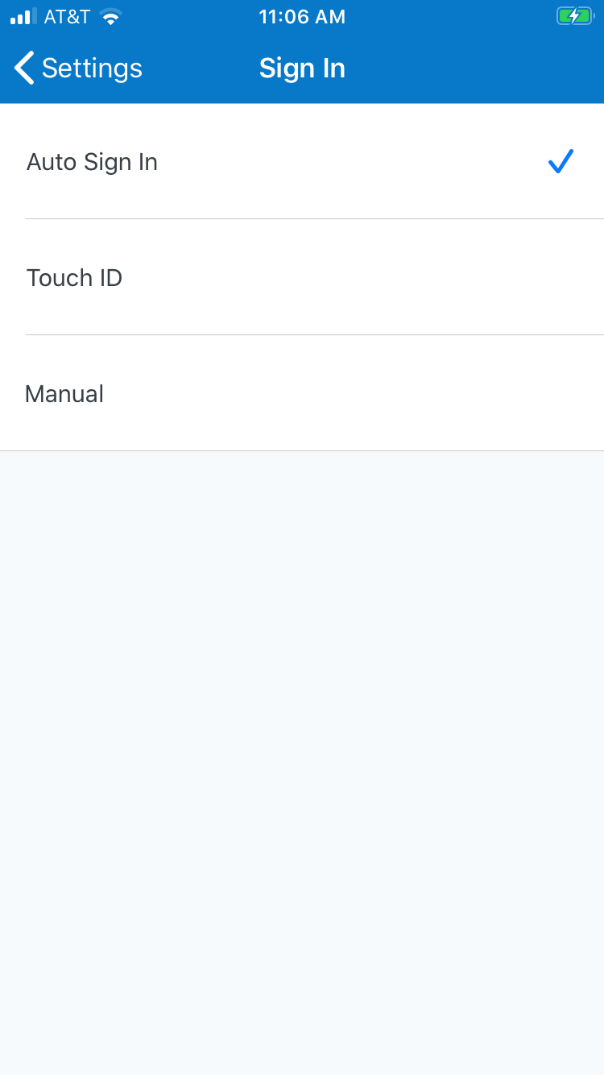 AT&T 11:06 AM
Settings Sign In
Auto Sign In
Touch ID
Manual